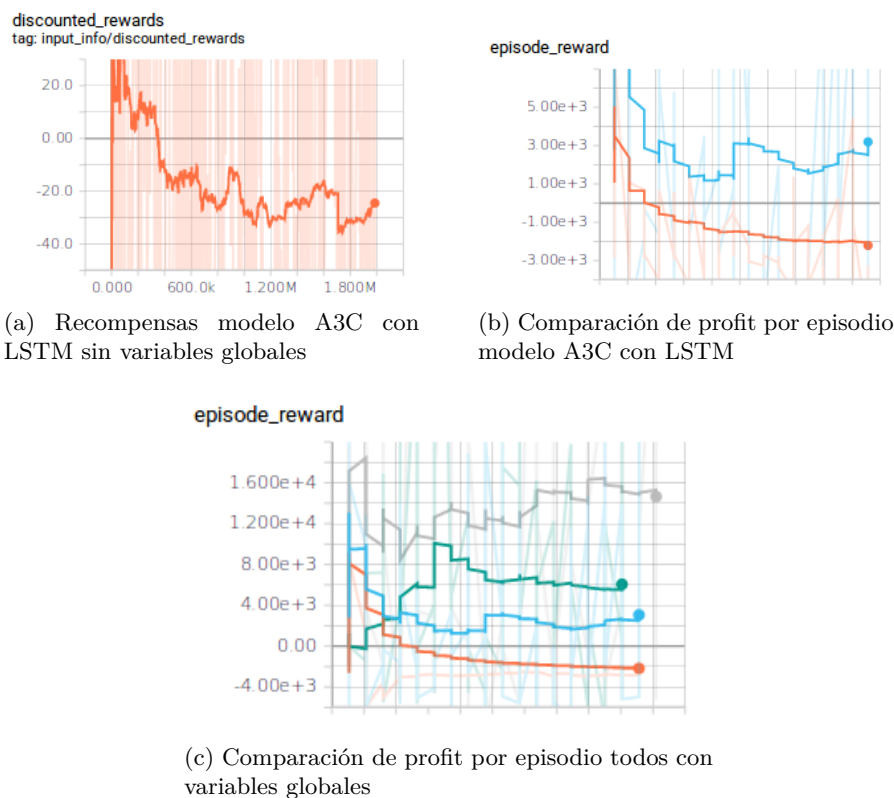 discounted_rewards
tag: input_info/discounted_rewards
20.0
0.00
-20.0
-40.0
0.000 600.0k 1.200M 1.800M
(a) Recompensas modelo A3C con
LSTM sin variables globales
episode_reward
5.00e+3
3.00e+3
1.00e+3
-1.00e+3
-3.00e+3
(b) Comparación de profit por episodio
modelo A3C con LSTM
episode_reward
1.600e+4
1.200e+4
8.00e+3
4.00e+3
0.00
-4.00e+3
(c) Comparación de profit por episodio todos con
variables globales